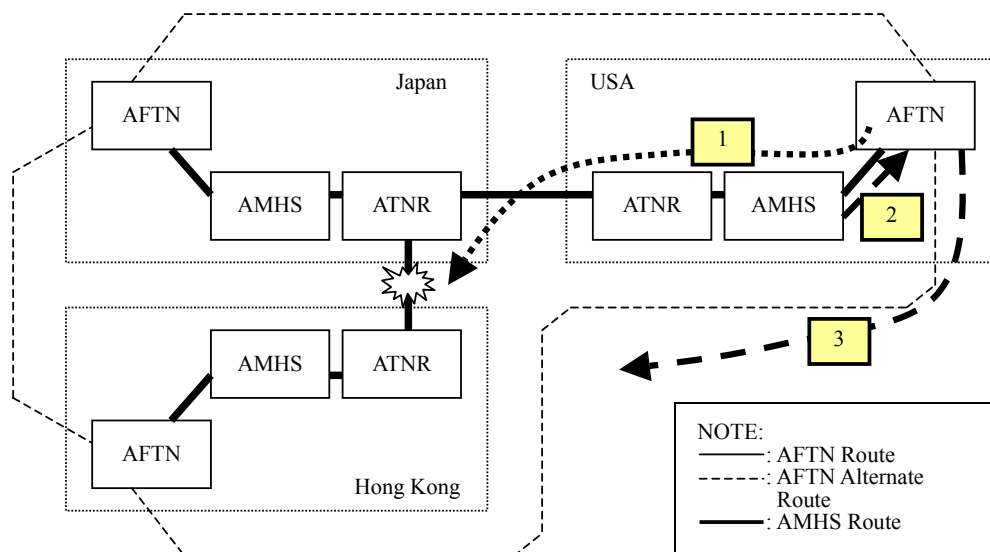 Japan
USA
AFTN
AFTN
1
AMHS
ATNR
ATNR
AMHS
2
3
AMHS
ATNR
AFTN
Hong Kong
NOTE:
: AFTN Route
: AFTN Alternate
Route
: AMHS Route